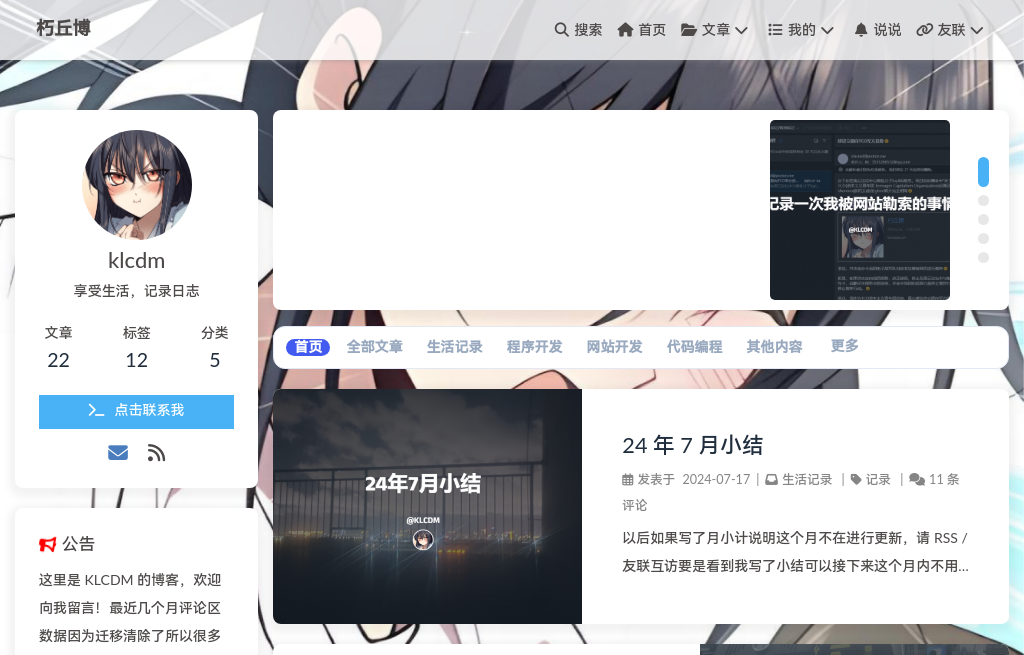 朽丘博
搜索 首页 文章 我的 说说 友联
klcdm
享受生活，记录日志
文章 标签 分类
22 12 5
点击联系我
公告
这里是 KLCDM 的博客，欢迎
向我留言！最近几个月评论区
数据因为迁移清除了所以很多
记录一次我被网站勒索的事情
@KLCDM
首页 全部文章 生活记录 程序开发 网站开发 代码编程 其他内容 更多
24年7月小结
@KLCDM
24 年 7 月小结
发表于 2024-07-17 | 生活记录 | 记录 | 11 条
评论
以后如果写了月小计说明这个月不在进行更新，请 RSS /
友联互访要是看到我写了小结可以接下来这个月内不用...